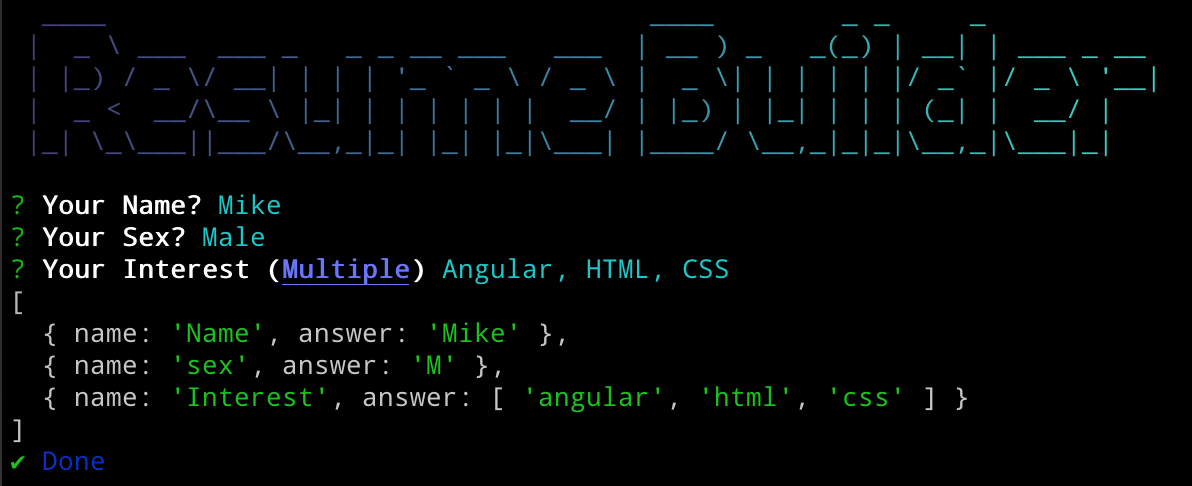 Resume Builder
? Your Name? Mike
? Your Sex? Male
? Your Interest (Multiple) Angular, HTML, CSS
[
  { name: 'Name', answer: 'Mike' },
  { name: 'sex', answer: 'M' },
  { name: 'Interest', answer: [ 'angular', 'html', 'css' ] }
]
✔ Done